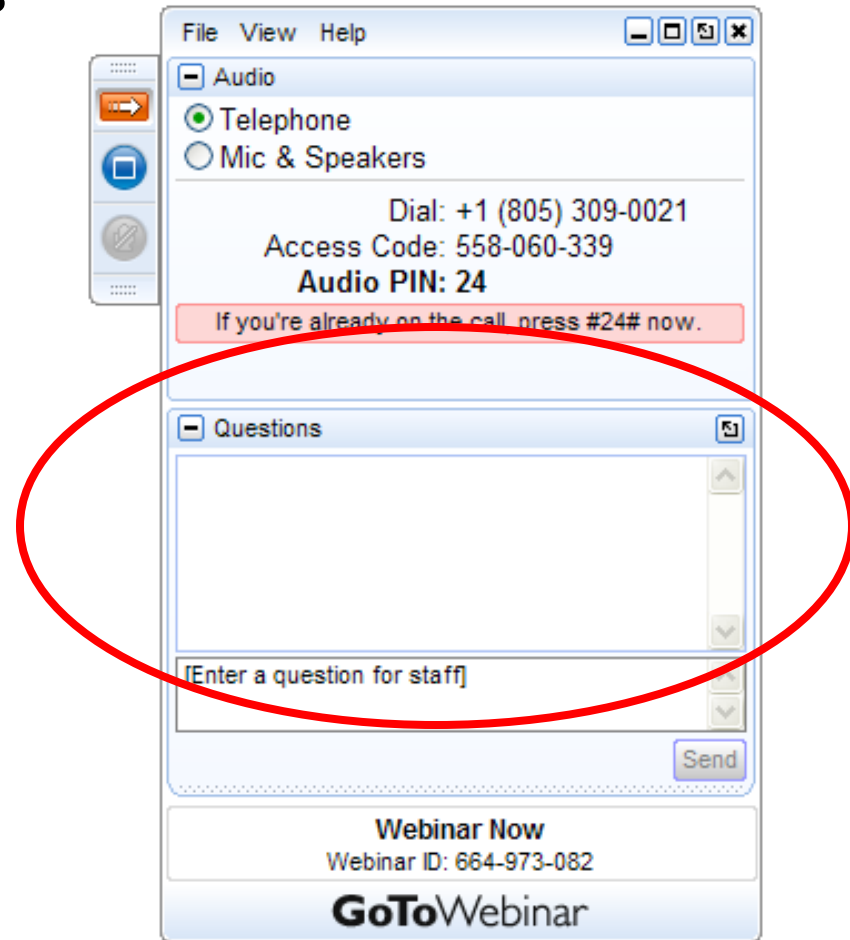 File View Help
Audio
Telephone
Mic & Speakers
Dial: +1 (805) 309-0021
Access Code: 558-060-339
Audio PIN: 24
If you're already on the call, press #24# now.
Questions
[Enter a question for staff]
Send
Webinar Now
Webinar ID: 664-973-082
GoToWebinar